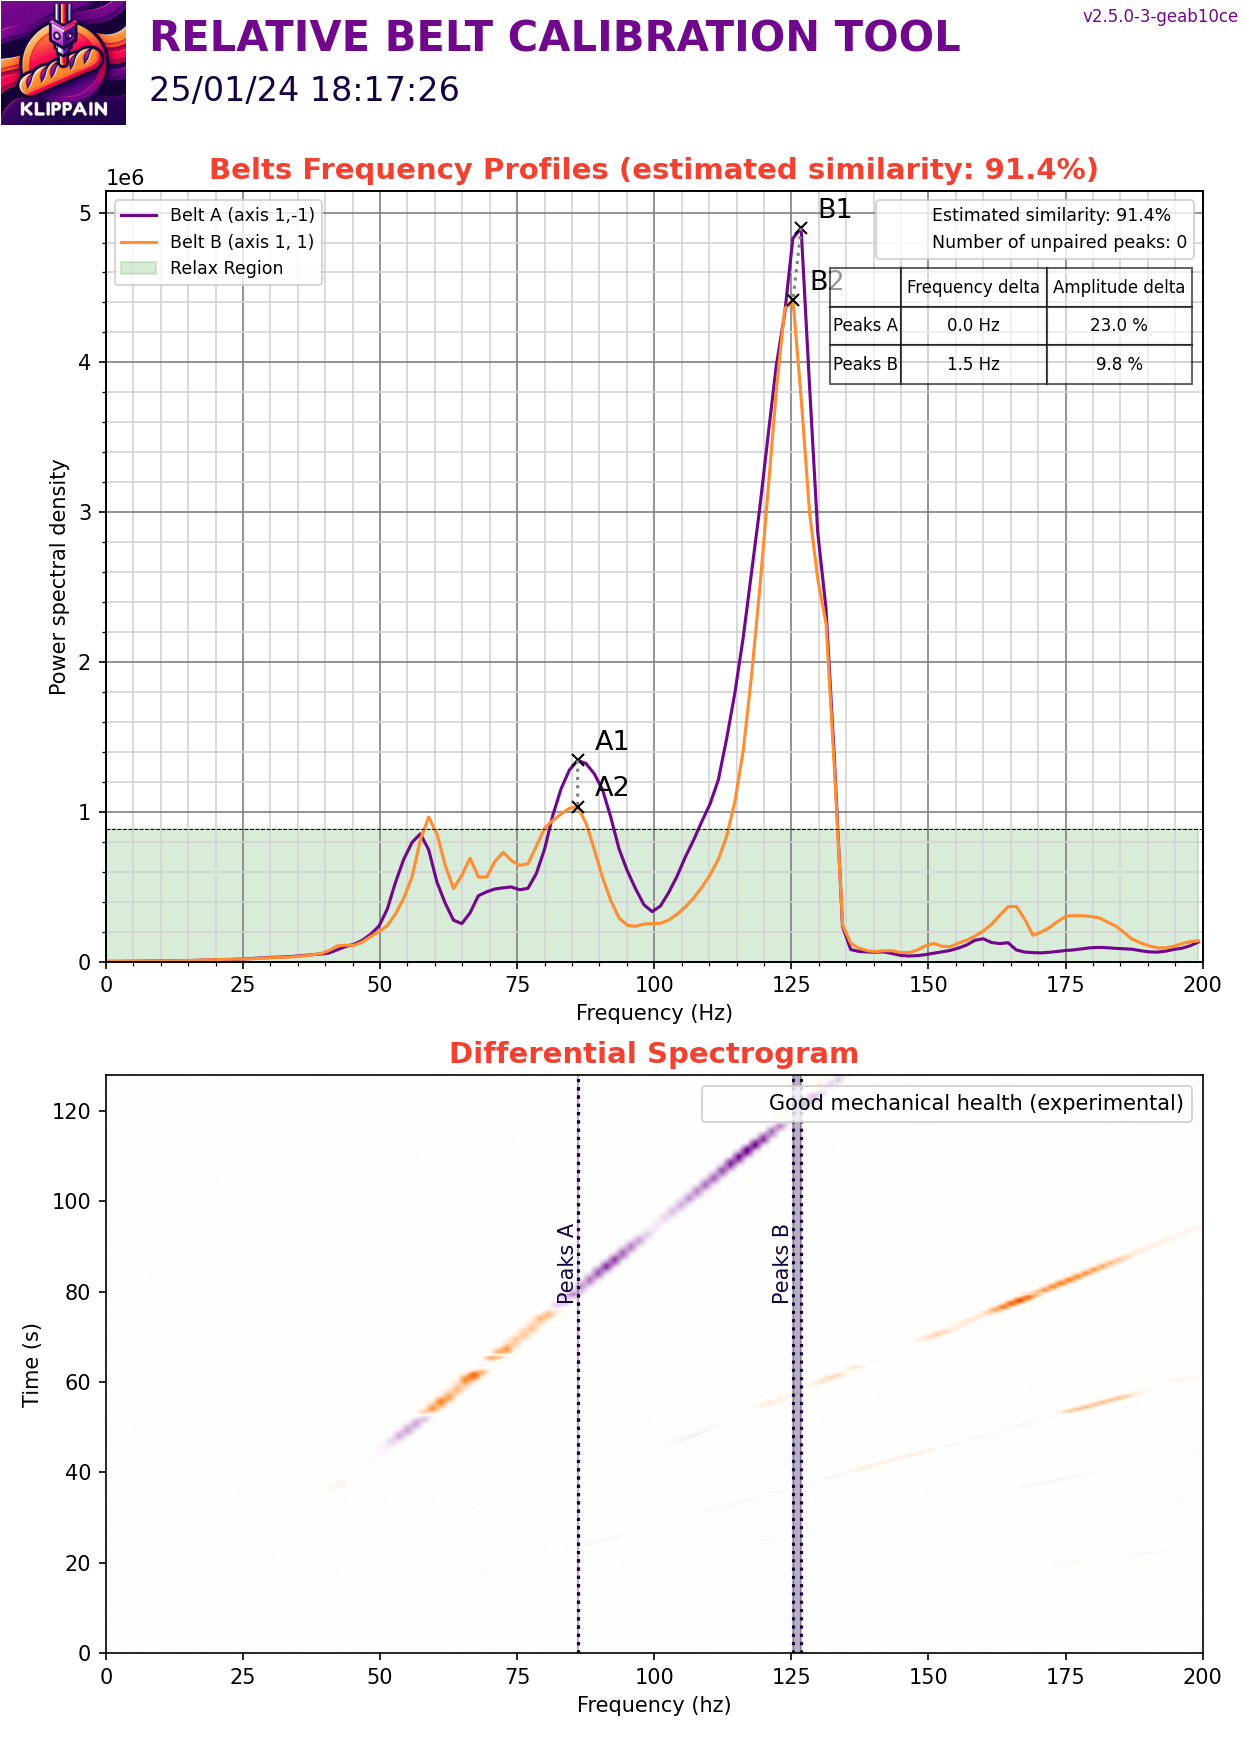 v2.5.0-3-geab10ce
RELATIVE BELT CALIBRATION TOOL
25/01/24 18:17:26
KLIPPAIN
Belts Frequency Profiles (estimated similarity: 91.4%)
1e6
Belt A (axis 1,-1)
Belt B (axis 1, 1)
Relax Region
Estimated similarity: 91.4%
Number of unpaired peaks: 0
Frequency delta Amplitude delta
Peaks A 0.0 Hz 23.0 %
Peaks B 1.5 Hz 9.8 %
B1
B2
A1
A2
5
4
3
2
1
0
Power spectral density
0 25 50 75 100 125 150 175 200
Frequency (Hz)
Differential Spectrogram
Good mechanical health (experimental)
Peaks A
Peaks B
120
100
80
60
40
20
0
Time (s)
0 25 50 75 100 125 150 175 200
Frequency (hz)